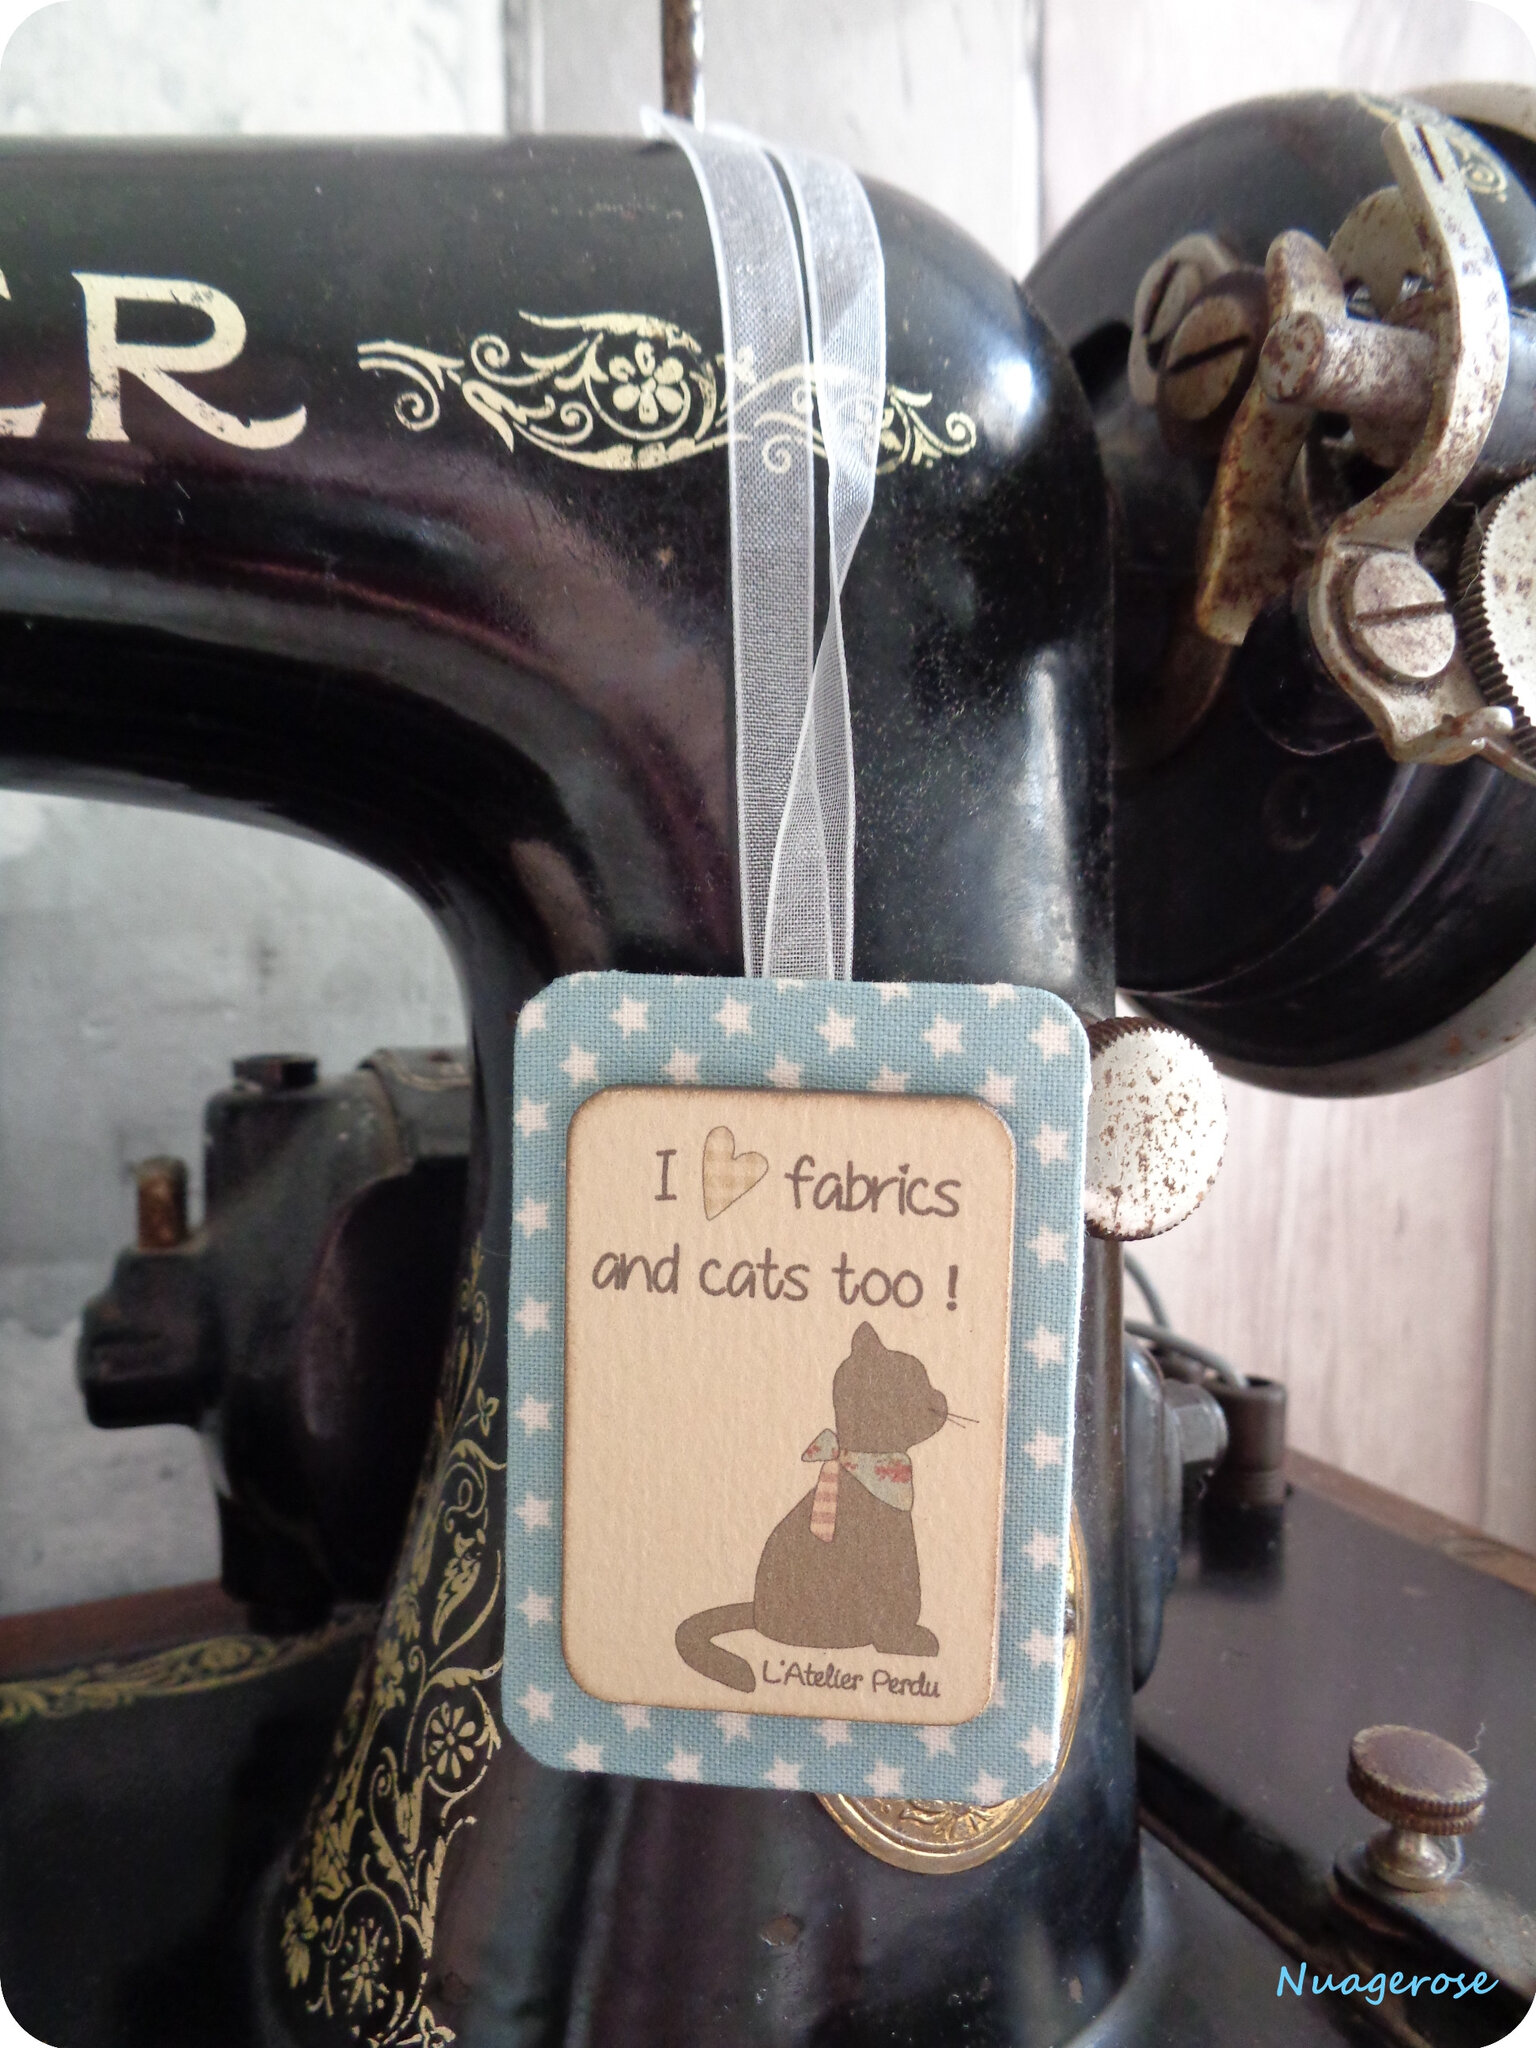 ER
I fabrics
and cats too !
L'Atelier Perdu
Nuagerose